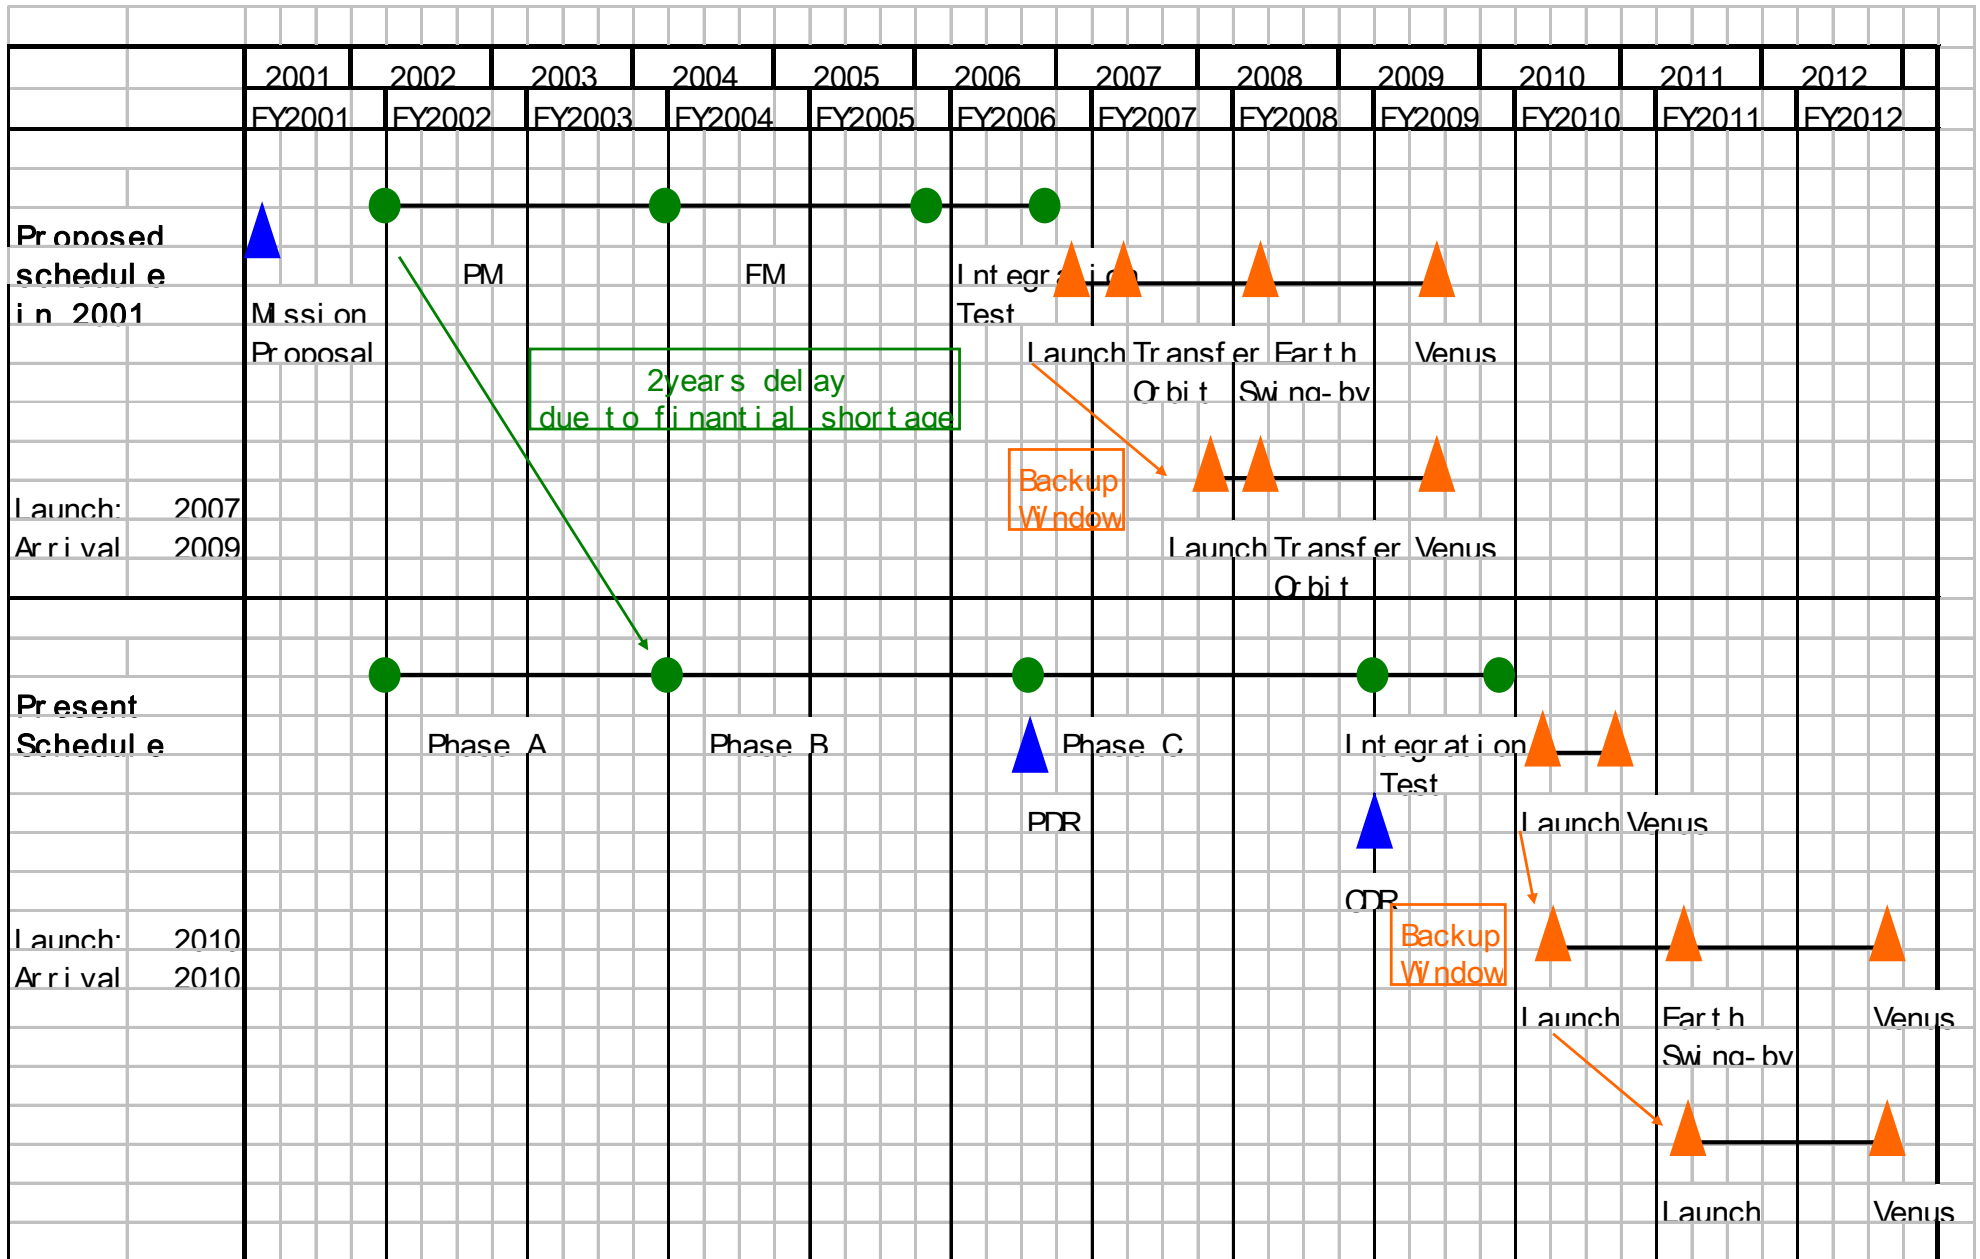 2001 2002 2003 2004 2005 2006 2007 2008 2009 2010 2011 2012
FY2001 FY2002 FY2003 FY2004 FY2005 FY2006 FY2007 FY2008 FY2009 FY2010 FY2011 FY2012
Proposed
schedule
in 2001
PM
FM
Integration
Test
Mission
Proposal
Launch
Transfer
Orbit
Earth
Swing-by
Venus
2years delay
due to finantial shortage
Backup
Window
Launch: 2007
Arrival 2009
Launch
Transfer
Orbit
Venus
Present
Schedule
Phase A
Phase B
Phase C
Integration
Test
PDR
Launch
Venus
CDR
Backup
Window
Launch: 2010
Arrival 2010
Launch
Earth
Swing-by
Venus
Launch
Venus